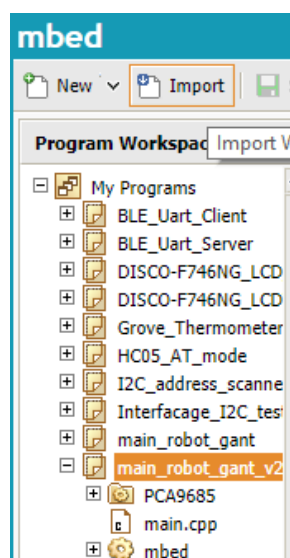 mbed
New Import
Program Workspac Import W
My Programs
BLE_Uart_Client
BLE_Uart_Server
DISCO-F746NG_LCD
DISCO-F746NG_LCD
Grove_Thermometer
HC05_AT_mode
I2C_address_scanne
Interfacage_I2C_tes
main_robot_gant
main_robot_gant_v2
PCA9685
main.cpp
mbed